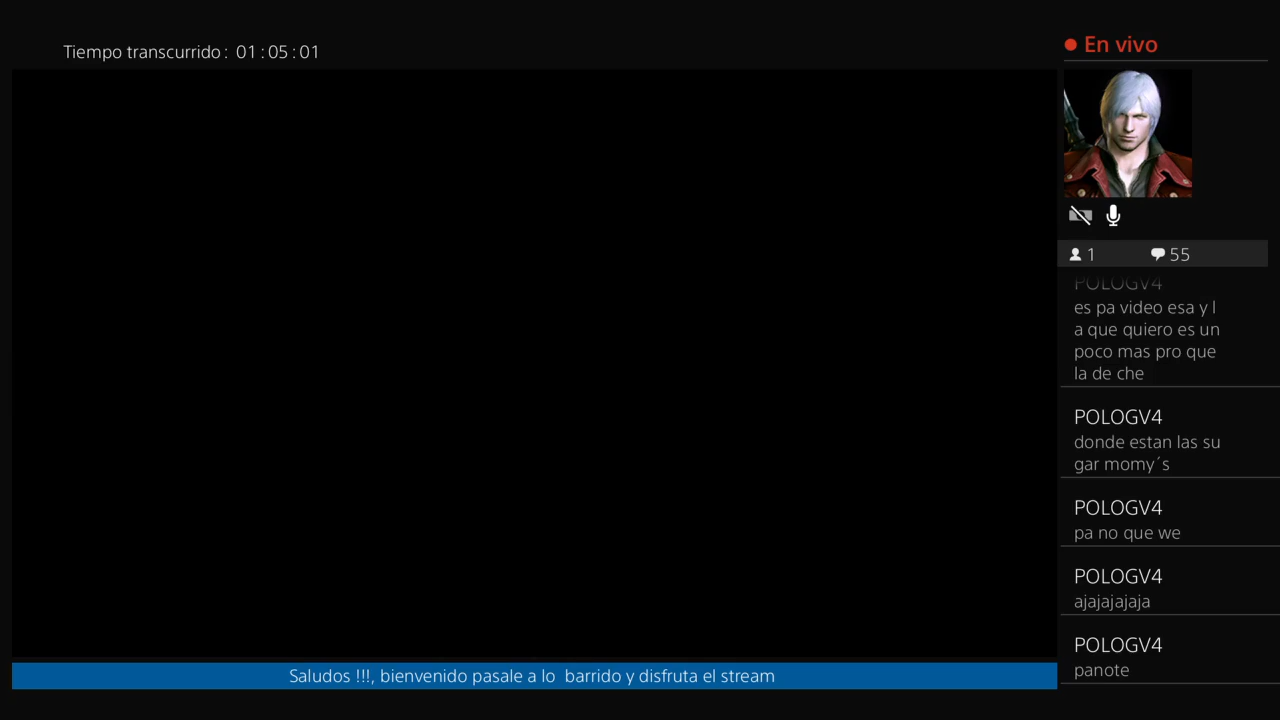 Tiempo transcurrido : 01 : 05 : 01
En vivo
1 55
POLOGV4
es pa video esa y l
a que quiero es un
poco mas pro que
la de che
POLOGV4
donde estan las su
gar momy´s
POLOGV4
pa no que we
POLOGV4
ajajajajaja
POLOGV4
panote
Saludos !!!, bienvenido pasale a lo  barrido y disfruta el stream